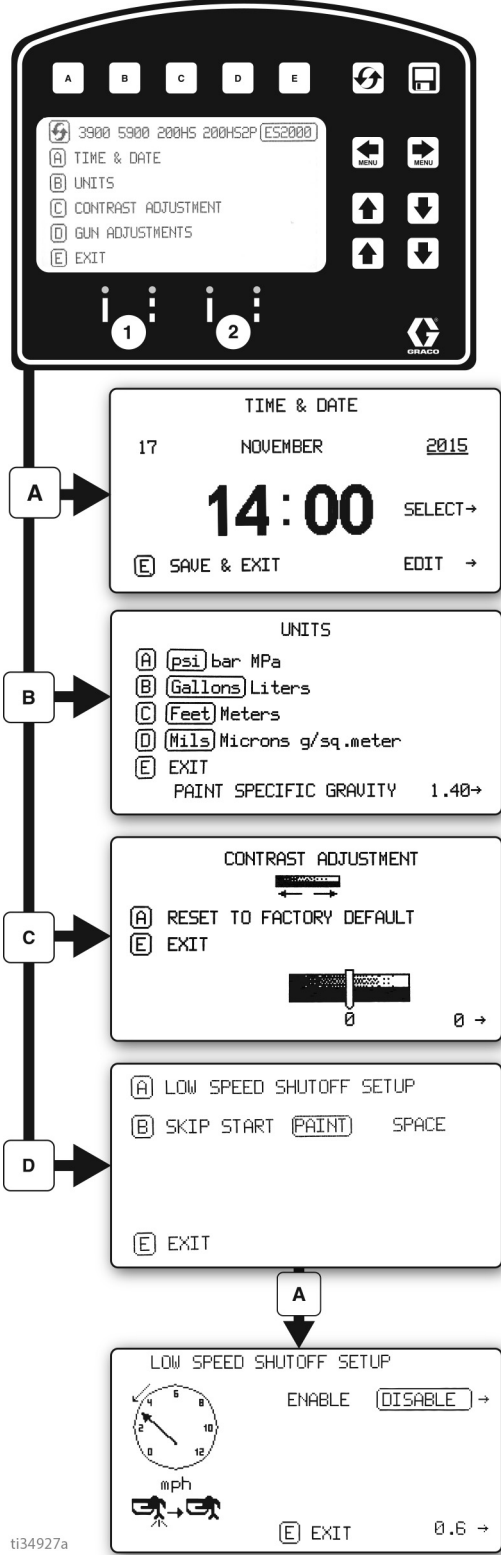 A B C D E
3900 5900 200HS 200HS2P ES2000
A TIME & DATE
B UNITS
C CONTRAST ADJUSTMENT
D GUN ADJUSTMENTS
E EXIT
MENU MENU
1 2
GRACO
A
TIME & DATE
17 NOVEMBER 2015
14:00
SELECT→
E SAVE & EXIT EDIT →
B
UNITS
A psi bar MPa
B Gallons Liters
C Feet Meters
D Mils Microns g/sq.meter
E EXIT
PAINT SPECIFIC GRAVITY 1.40→
C
CONTRAST ADJUSTMENT
A RESET TO FACTORY DEFAULT
E EXIT
0 0 →
D
A LOW SPEED SHUTOFF SETUP
B SKIP START PAINT SPACE
E EXIT
A
LOW SPEED SHUTOFF SETUP
ENABLE DISABLE →
0 2 4 6 8 10 12
mph
E EXIT 0.6 →
ti34927a